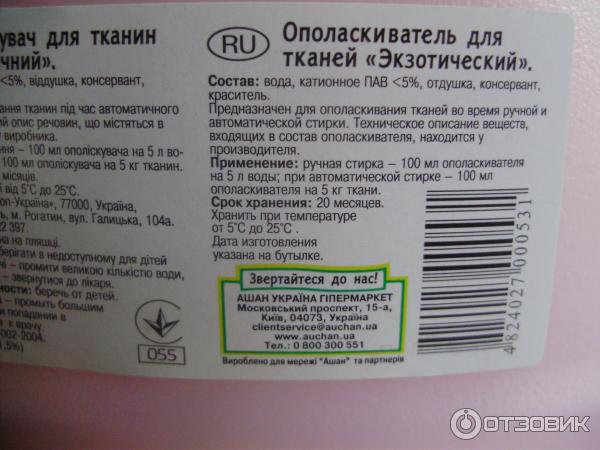 увач для тканин
чний».
<5%, віддушка, консервант,
ання тканин під час автоматичного
ий опис речовин, що містяться в
у виробника.
ння – 100 мл ополіскувача на 5 л во-
100 мл ополіскувача на 5 кг тканин.
місяців.
і від 5°С до 25°С.
on-Україна», 77000, Україна,
ь, м. Рогатин, вул. Галицька, 104а.
2 397.
на на пляшці.
берігати в недоступному для дітей
чі – промити великою кількістю води,
– звернутися до лікаря.
ности: беречь от детей.
– промыть большим
и попадании в
к врачу.
002-2004.
,5%)
055
RU
Ополаскиватель для
тканей «Экзотический».
Состав: вода, катионное ПАВ <5%, отдушка, консервант,
краситель.
Предназначен для ополаскивания тканей во время ручной и
автоматической стирки. Техническое описание веществ,
входящих в состав ополаскивателя, находится у
производителя.
Применение: ручная стирка – 100 мл ополаскивателя
на 5 л воды; при автоматической стирке – 100 мл
ополаскивателя на 5 кг ткани.
Срок хранения: 20 месяцев.
Хранить при температуре
от 5°С до 25°С .
Дата изготовления
указана на бутылке.
Звертайтеся до нас!
АШАН УКРАЇНА ГІПЕРМАРКЕТ
Московський проспект, 15-а,
Київ, 04073, Україна
clientservice@auchan.ua
www.auchan.ua
Тел.: 0 800 300 551
Вироблено для мережі "Ашан" та партнерів
4824027000531
ОТЗОВИК